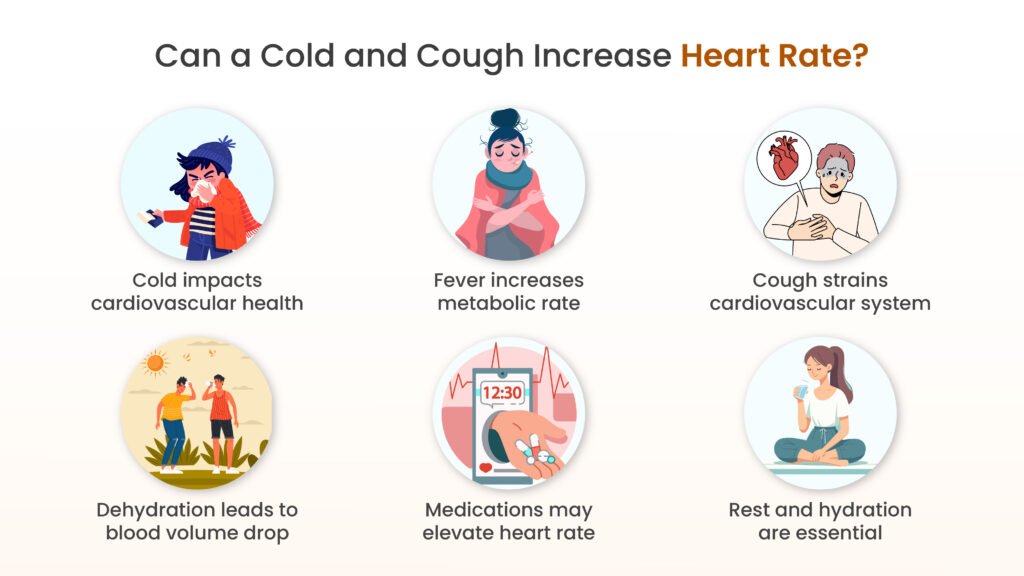 Can a Cold and Cough Increase Heart Rate?
Cold impacts
cardiovascular health
Fever increases
metabolic rate
Cough strains
cardiovascular system
12:30
Dehydration leads to
blood volume drop
Medications may
elevate heart rate
Rest and hydration
are essential